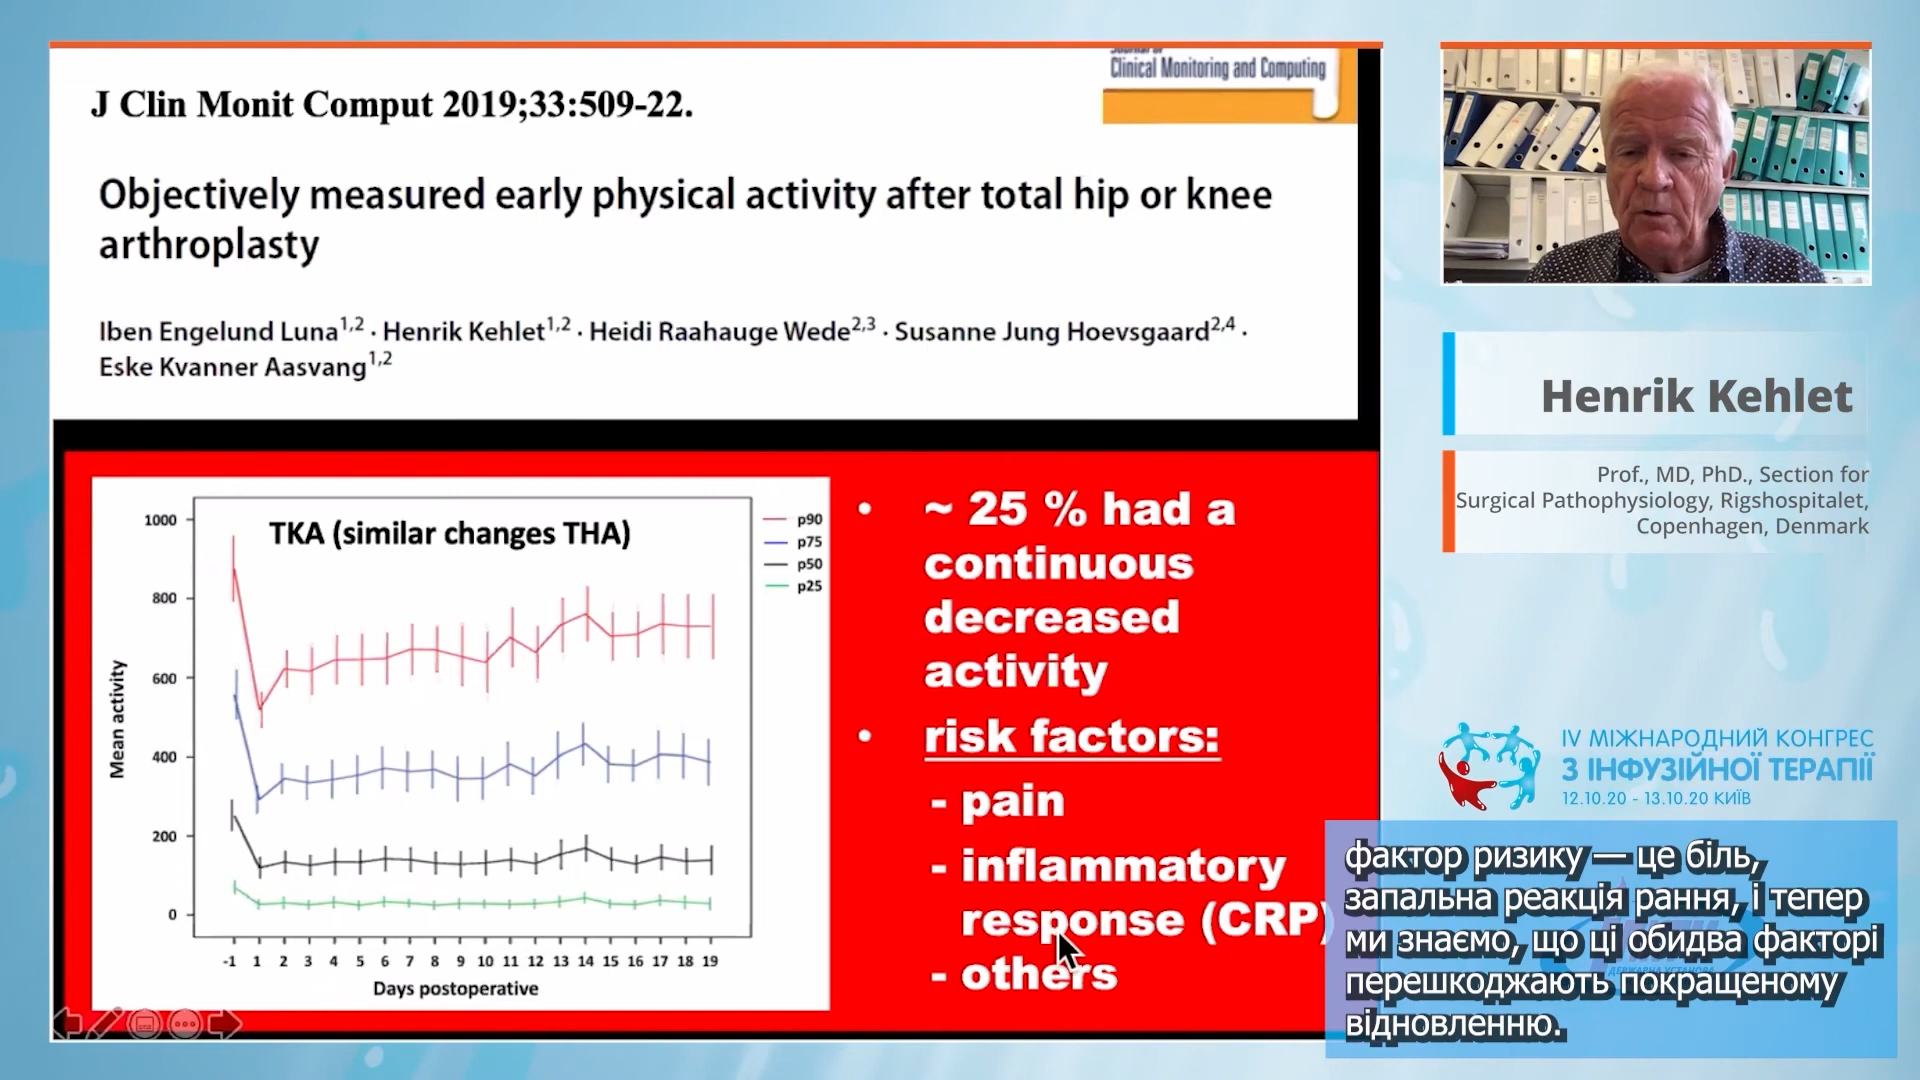 Journal of
Clinical Monitoring and Computing
J Clin Monit Comput 2019;33:509-22.
Objectively measured early physical activity after total hip or knee
arthroplasty
Iben Engelund Luna1,2 · Henrik Kehlet1,2 · Heidi Raahauge Wede2,3 · Susanne Jung Hoevsgaard2,4 ·
Eske Kvanner Aasvang1,2
TKA (similar changes THA)
p90
p75
p50
p25
1000
800
600
400
200
0
Mean activity
-1 1 2 3 4 5 6 7 8 9 10 11 12 13 14 15 16 17 18 19
Days postoperative
• ~ 25 % had a
continuous
decreased
activity
• risk factors:
- pain
- inflammatory
response (CRP)
- others
Henrik Kehlet
Prof., MD, PhD., Section for
Surgical Pathophysiology, Rigshospitalet,
Copenhagen, Denmark
IV МІЖНАРОДНИЙ КОНГРЕС
З ІНФУЗІЙНОЇ ТЕРАПІЇ
12.10.20 - 13.10.20 КИЇВ
фактор ризику — це біль,
запальна реакція рання, і тепер
ми знаємо, що ці обидва факторі
перешкоджають покращеному
відновленню.